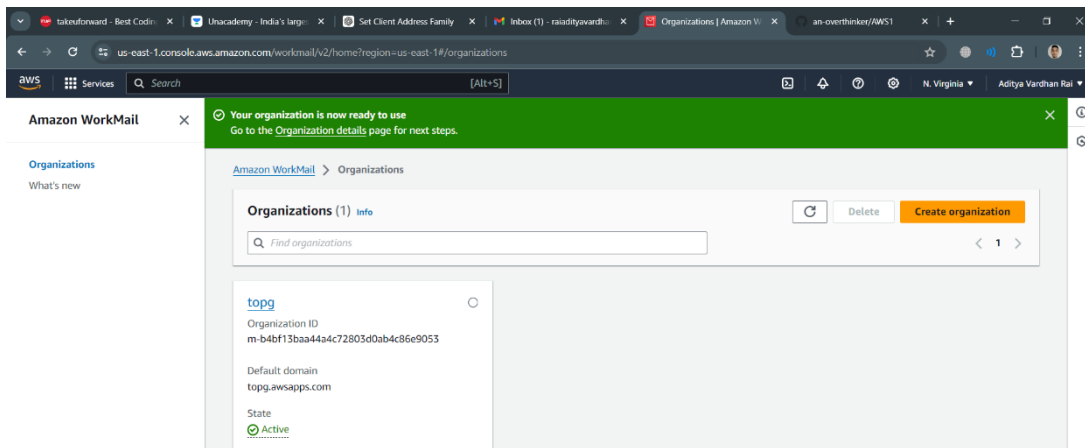 takeuforward - Best Codin
Unacademy - India's large
Set Client Address Family
Inbox (1) - raiadityavardha
Organizations | Amazon W
an-overthinker/AWS1
us-east-1.console.aws.amazon.com/workmail/v2/home?region=us-east-1#/organizations
aws
Services
Search
[Alt+S]
N. Virginia
Aditya Vardhan Rai
Amazon WorkMail
Organizations
What's new
Your organization is now ready to use
Go to the Organization details page for next steps.
Amazon WorkMail > Organizations
Organizations (1) Info
Delete
Create organization
Find organizations
1
topg
Organization ID
m-b4bf13baa44a4c72803d0ab4c86e9053
Default domain
topg.awsapps.com
State
Active